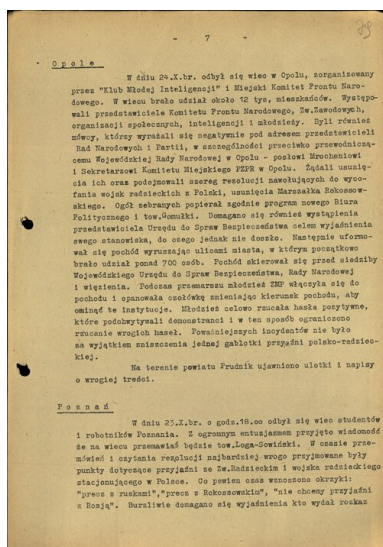 - 7 -
Opole
W dniu 24.X.br. odbył się wiec w Opolu, zorganizowany
przez "Klub Młodej Inteligencji" i Miejski Komitet Frontu Naro-
dowego. W wiecu brało udział około 12 tys, mieszkańców. Występo-
wali przedstawiciele Komitetu Frontu Narodowego, Zw.Zawodowych,
organizacji społecznych, inteligencji i młodzieży. Byli również
mówcy, którzy wyrażali się negatywnie pod adresem przedstawicieli
Rad Narodowych i Partii, w szczególności przeciwko przewodniczą-
cemu Wojewódzkiej Rady Narodowej w Opolu - posłowi Mrocheniowi
i Sekretarzowi Komitetu Miejskiego PZPR w Opolu. Żądali usunię-
cia ich oraz podejmowali szereg rezolucji nawołujących do wyco-
fania wojsk radzieckich z Polski, usunięcia Marszałka Rokossow-
skiego. Ogół zebranych popierał zgodnie program nowego Biura
Politycznego i tow.Gomułki. Domagano się również wystąpienia
przedstawiciela Urzędu do Spraw Bezpieczeństwa celem wyjaśnienia
swego stanowiska, do czego jednak nie doszło. Następnie uformo-
wał się pochód wyruszając ulicami miasta, w którym początkowo
brało udział ponad 700 osób. Pochód skierował się przed siedziby
Wojewódzkiego Urzędu do Spraw Bezpieczeństwa, Rady Narodowej
i więzienia. Podczas przemarszu młodzież ZMP włączyła się do
pochodu i opanowała czołówkę zmieniając kierunek pochodu, aby
ominąć te instytucje. Młodzież celowo rzucała hasła pozytywne,
które podchwytywali demonstranci i w ten sposób ograniczono
rzucanie wrogich haseł. Poważniejszych incydentów nie było
za wyjątkiem zniszczenia jednej gablotki przyjaźni polsko-radziec-
kiej.
Na terenie powiatu Prudnik ujawniono ulotki i napisy
o wrogiej treści.
Poznań
W dniu 23.X.br. o godz.18.oo odbył się wiec studentów
i robotników Poznania. Z ogromnym entuzjazmem przyjęto wiadomość
że na wiecu przemawiać będzie tow.Loga-Sowiński. W czasie prze-
mówień i czytania rezolucji najbardziej wrogo przyjmowane były
punkty dotyczące przyjaźni ze Zw.Radzieckim i wojska radzieckiego
stacjonującego w Polsce. Co pewien czas wznoszono okrzyki:
"precz z ruskami","precz z Rokossowskim", "nie chcemy przyjaźni
z Rosją". Burzliwie domagano się wyjaśnienia kto wydał rozkaz